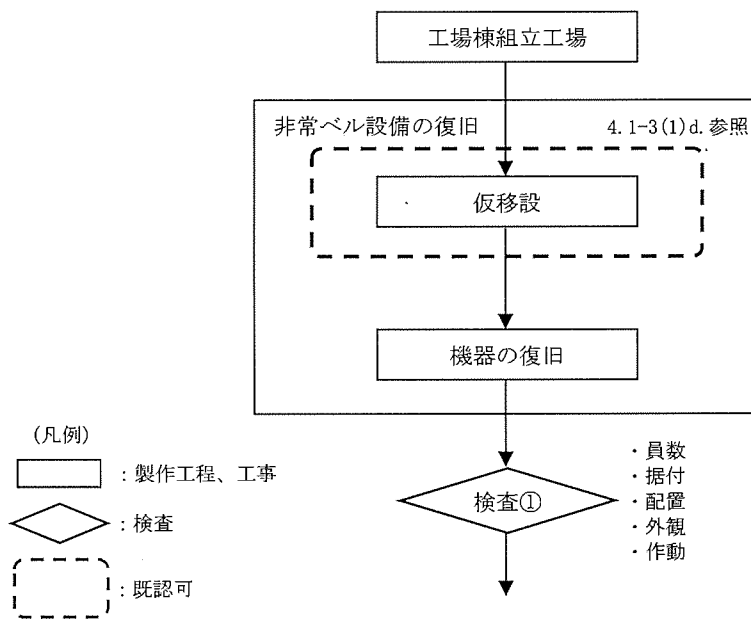 工場棟組立工場
非常ベル設備の復旧 4.1-3(1)d.参照
仮移設
機器の復旧
検査①
・員数
・据付
・配置
・外観
・作動
(凡例)
：製作工程、工事
：検査
：既認可